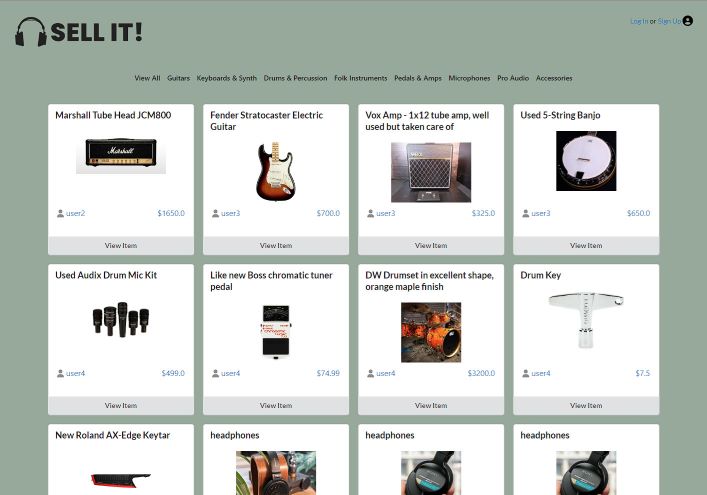 SELL IT!
Log In or Sign Up
View All Guitars Keyboards & Synth Drums & Percussion Folk Instruments Pedals & Amps Microphones Pro Audio Accessories
Marshall Tube Head JCM800
Marshall
user2 $1650.0
View Item
Fender Stratocaster Electric
Guitar
user3 $700.0
View Item
Vox Amp - 1x12 tube amp, well
used but taken care of
user3 $325.0
View Item
Used 5-String Banjo
user3 $650.0
View Item
Used Audix Drum Mic Kit
user4 $499.0
View Item
Like new Boss chromatic tuner
pedal
user4 $74.99
View Item
DW Drumset in excellent shape,
orange maple finish
user4 $3200.0
View Item
Drum Key
user4 $7.5
View Item
New Roland AX-Edge Keytar
headphones
headphones
headphones